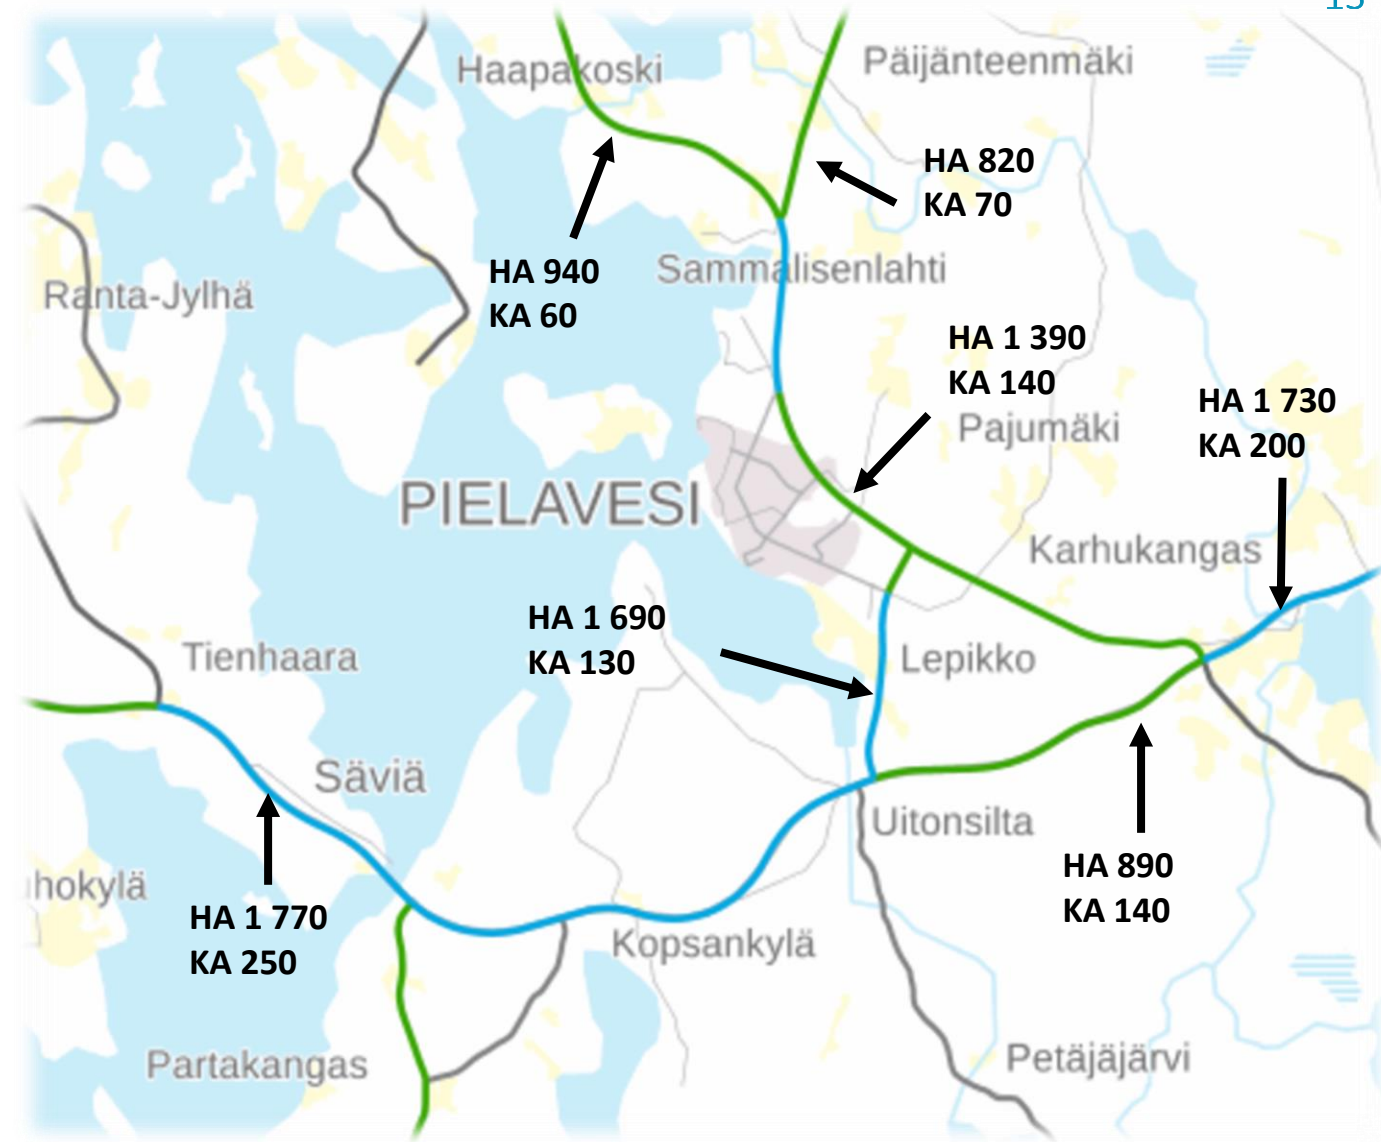 Haapakoski
Päijänteenmäki
HA 820
KA 70
HA 940
KA 60
Sammalisenlahti
Ranta-Jylhä
HA 1 390
KA 140
HA 1 730
KA 200
Pajumäki
PIELAVESI
Karhukangas
HA 1 690
KA 130
Tienhaara
Lepikko
Säviä
Uitonsilta
HA 890
KA 140
hokylä
HA 1 770
KA 250
Kopsankylä
Partakangas
Petäjäjärvi